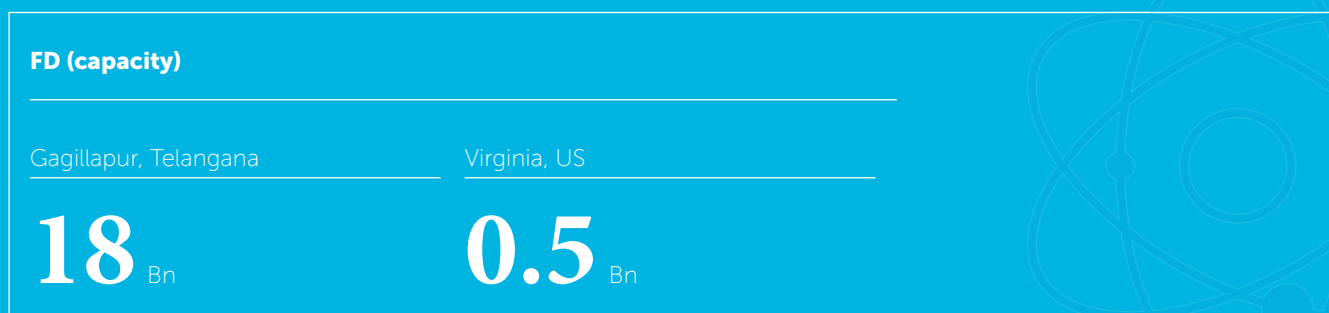 FD (capacity)
Gagillapur, Telangana
18 Bn
Virginia, US
0.5 Bn